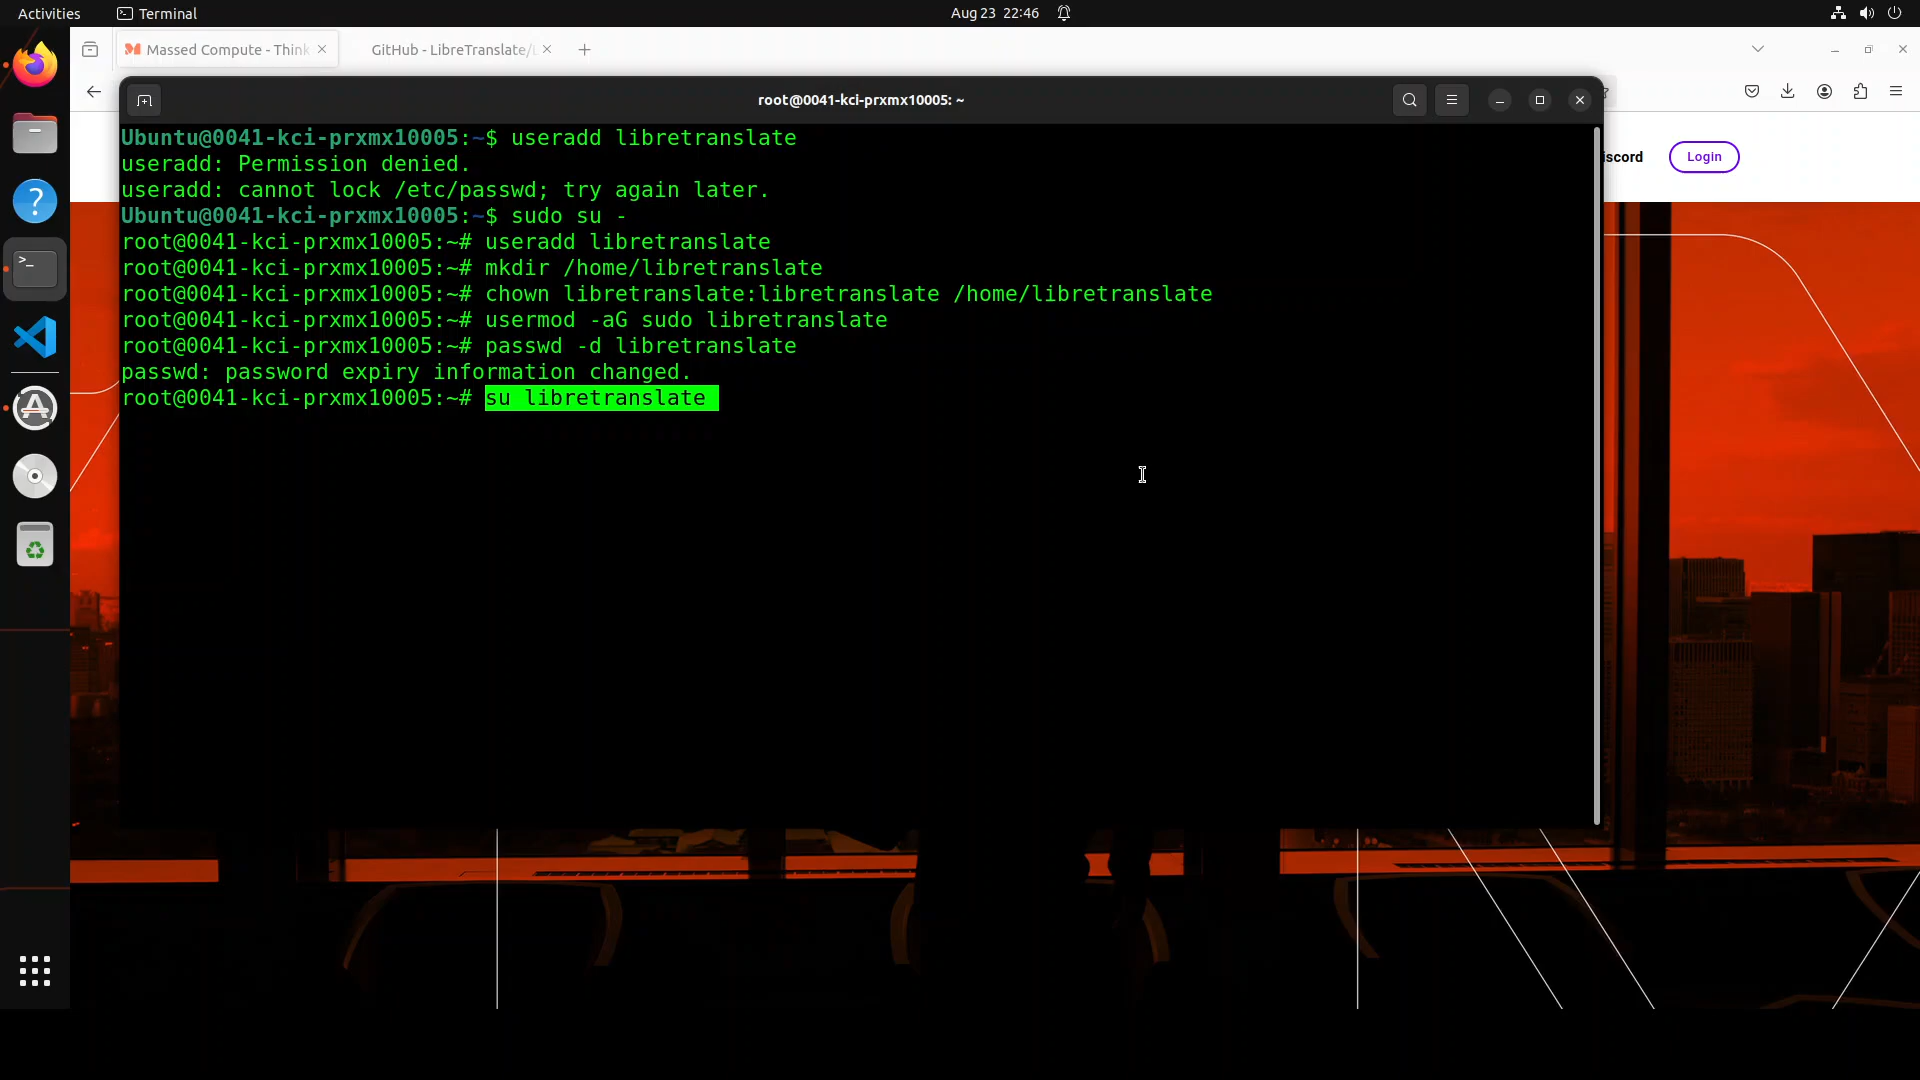 Activities
Terminal
Aug 23 22:46
Massed Compute - Think
GitHub - LibreTranslate/
root@0041-kci-prxmx10005: ~
Ubuntu@0041-kci-prxmx10005:~$ useradd libretranslate
useradd: Permission denied.
useradd: cannot lock /etc/passwd; try again later.
Ubuntu@0041-kci-prxmx10005:~$ sudo su -
root@0041-kci-prxmx10005:~# useradd libretranslate
root@0041-kci-prxmx10005:~# mkdir /home/libretranslate
root@0041-kci-prxmx10005:~# chown libretranslate:libretranslate /home/libretranslate
root@0041-kci-prxmx10005:~# usermod -aG sudo libretranslate
root@0041-kci-prxmx10005:~# passwd -d libretranslate
passwd: password expiry information changed.
root@0041-kci-prxmx10005:~# su libretranslate
iscord
Login